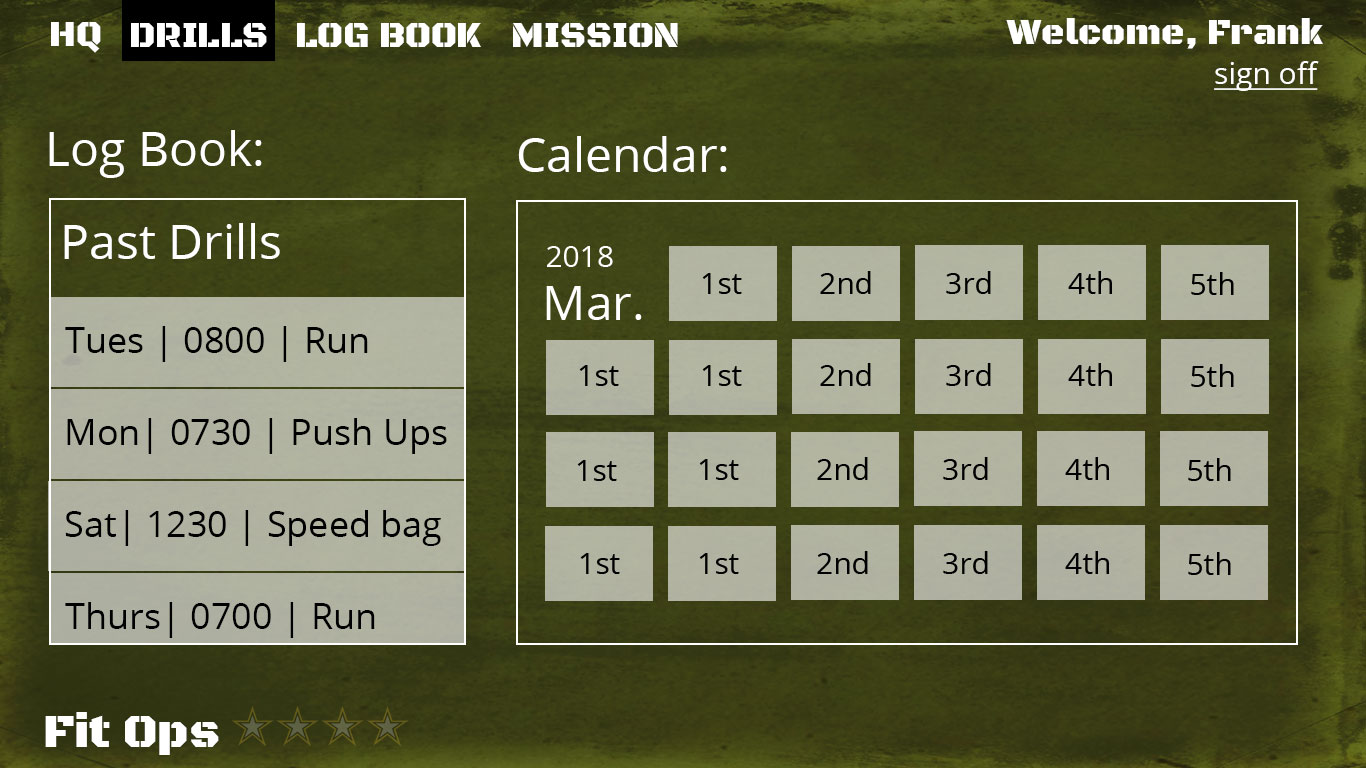 HQ DRILLS LOG BOOK MISSION
Welcome, Frank
sign off
Log Book:
Past Drills
Tues | 0800 | Run
Mon| 0730 | Push Ups
Sat| 1230 | Speed bag
Thurs| 0700 | Run
Calendar:
2018
Mar.
1st 2nd 3rd 4th 5th
1st 1st 2nd 3rd 4th 5th
1st 1st 2nd 3rd 4th 5th
1st 1st 2nd 3rd 4th 5th
Fit Ops